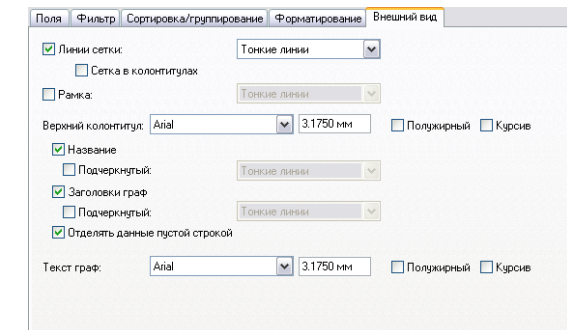 Поля Фильтр Сортировка/группирование Форматирование Внешний вид
Линии сетки: Тонкие линии
Сетка в колонтитулах
Рамка: Тонкие линии
Верхний колонтитул: Arial 3.1750 мм Полужирный Курсив
Название
Подчеркнутый: Тонкие линии
Заголовки граф
Подчеркнутый: Тонкие линии
Отделять данные пустой строкой
Текст граф: Arial 3.1750 мм Полужирный Курсив